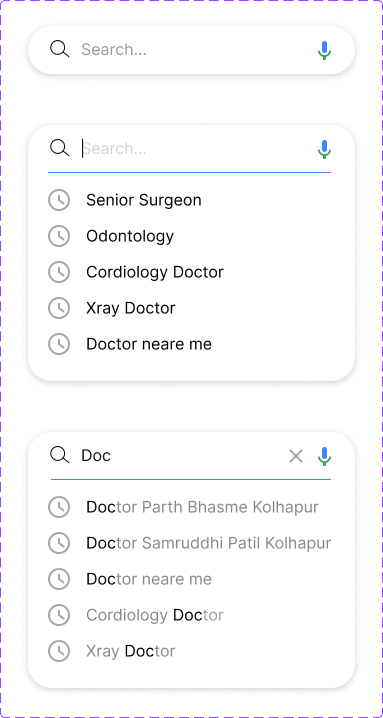 Search...
Search...
Senior Surgeon
Odontology
Cordiology Doctor
Xray Doctor
Doctor neare me
Doc
Doctor Parth Bhasme Kolhapur
Doctor Samruddhi Patil Kolhapur
Doctor neare me
Cordiology Doctor
Xray Doctor